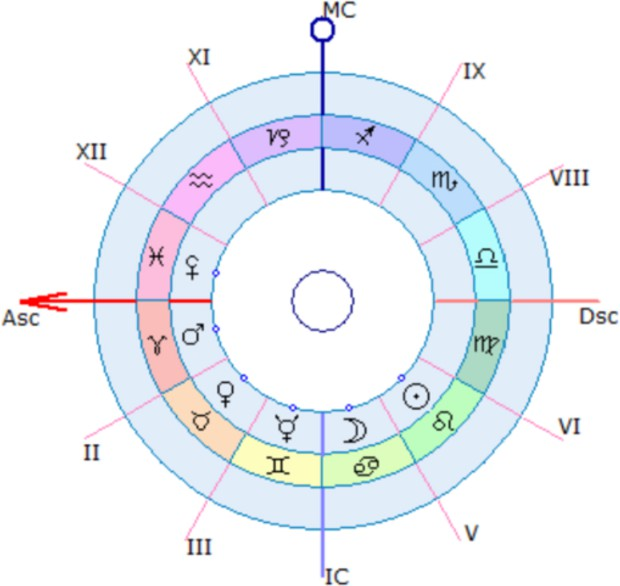 MC
XI
IX
XII
VIII
♑ ♐
♒ ♏
♓ ♎
Asc
Dsc
♈ ♍
♉ ♌
♊ ♋
♀
♂
♀
☿
☽
☉
II
VI
III
V
IC